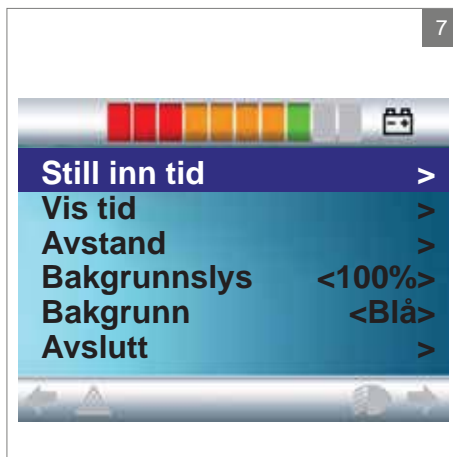 7
Still inn tid >
Vis tid >
Avstand >
Bakgrunnslys <100%>
Bakgrunn <Blå>
Avslutt >